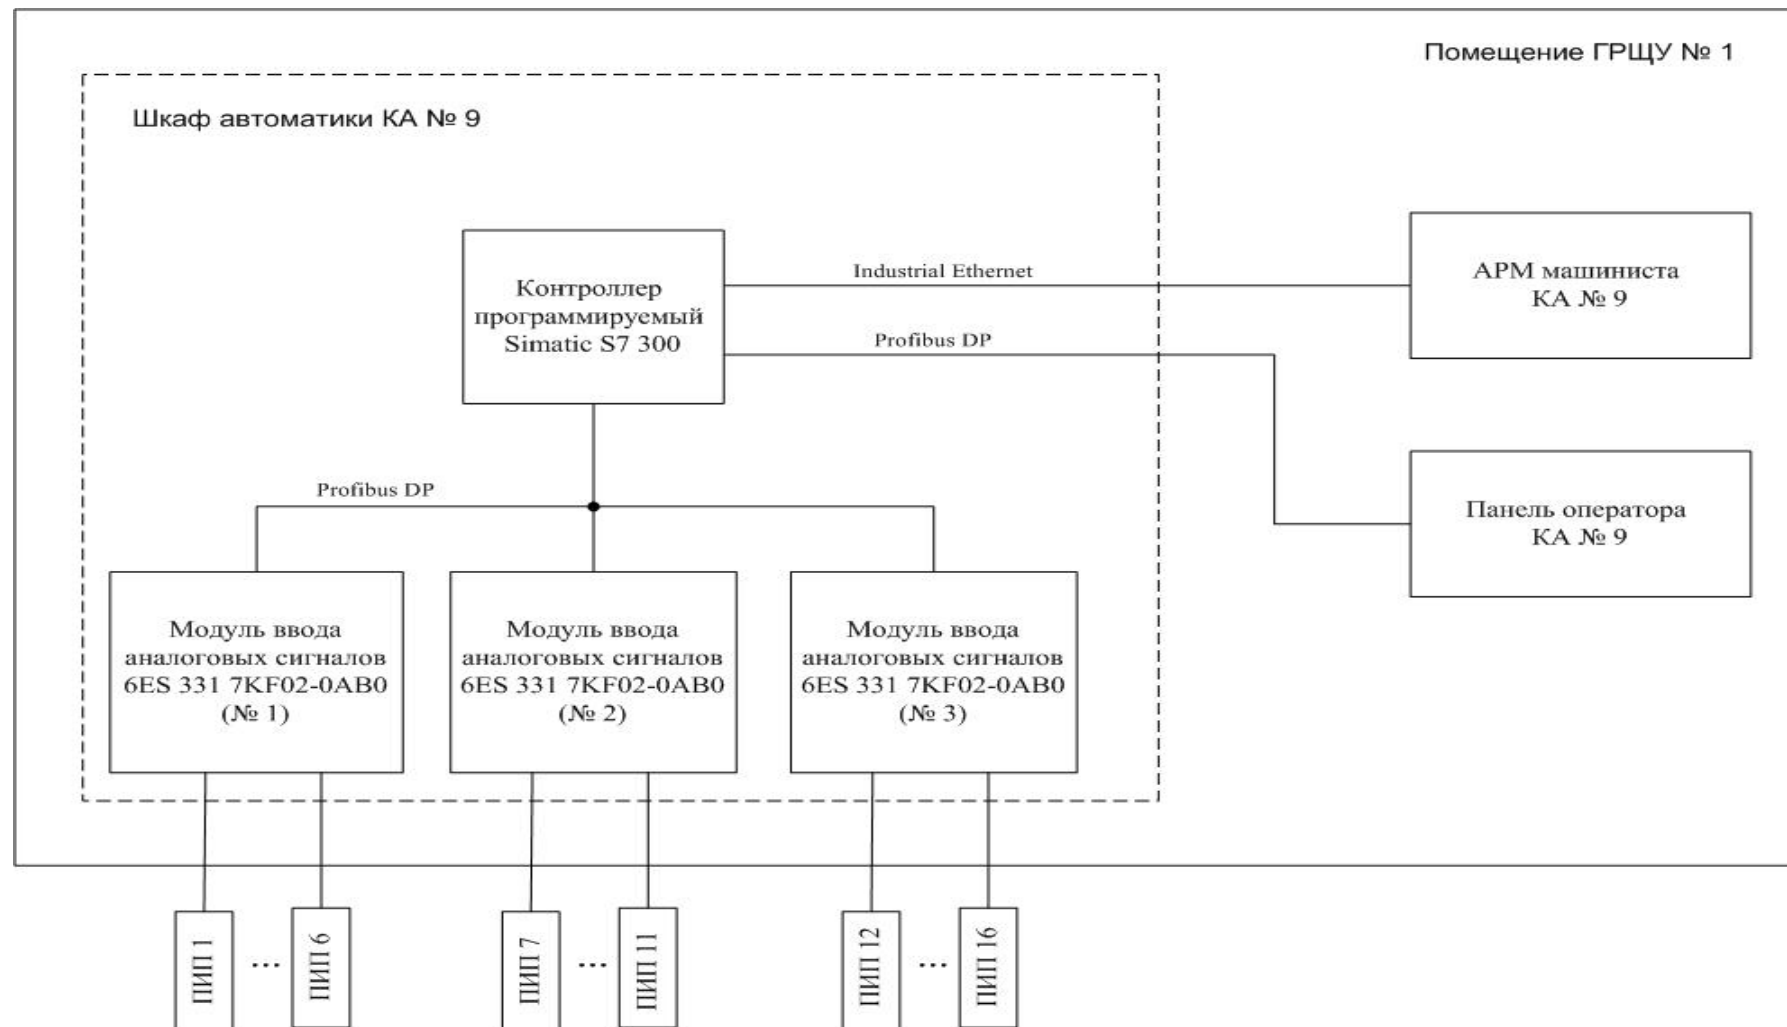 Помещение ГРЩУ № 1
Шкаф автоматики КА № 9
Контроллер
программируемый
Simatic S7 300
Industrial Ethernet
Profibus DP
АРМ машиниста
КА № 9
Панель оператора
КА № 9
Profibus DP
Модуль ввода
аналоговых сигналов
6ES 331 7KF02-0AB0
(№ 1)
Модуль ввода
аналоговых сигналов
6ES 331 7KF02-0AB0
(№ 2)
Модуль ввода
аналоговых сигналов
6ES 331 7KF02-0AB0
(№ 3)
ПИП 1
...
ПИП 6
ПИП 7
...
ПИП 11
ПИП 12
...
ПИП 16